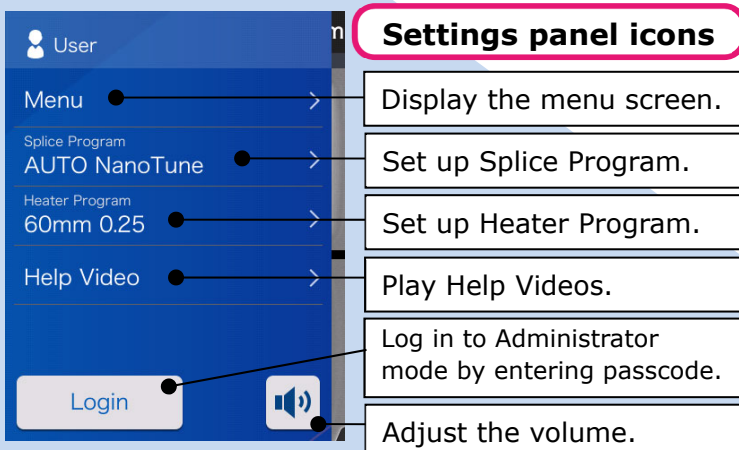 User
m
Settings panel icons
Menu
Display the menu screen.
Splice Program
AUTO NanoTune
Set up Splice Program.
Heater Program
60mm 0.25
Set up Heater Program.
Help Video
Play Help Videos.
Log in to Administrator
mode by entering passcode.
Login
Adjust the volume.